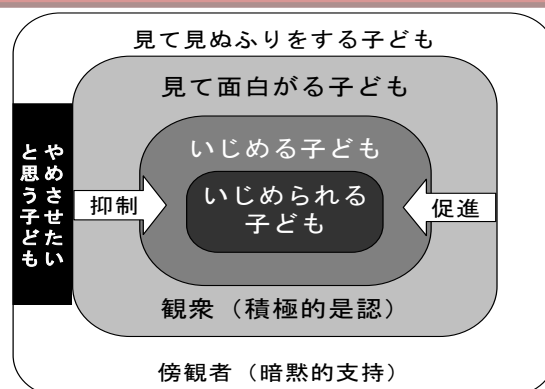 見て見ぬふりをする子ども
見て面白がる子ども
いじめる子ども
いじめられる
子ども
やめさせたい
と思う子ども
抑制
促進
観衆（積極的是認）
傍観者（暗黙的支持）